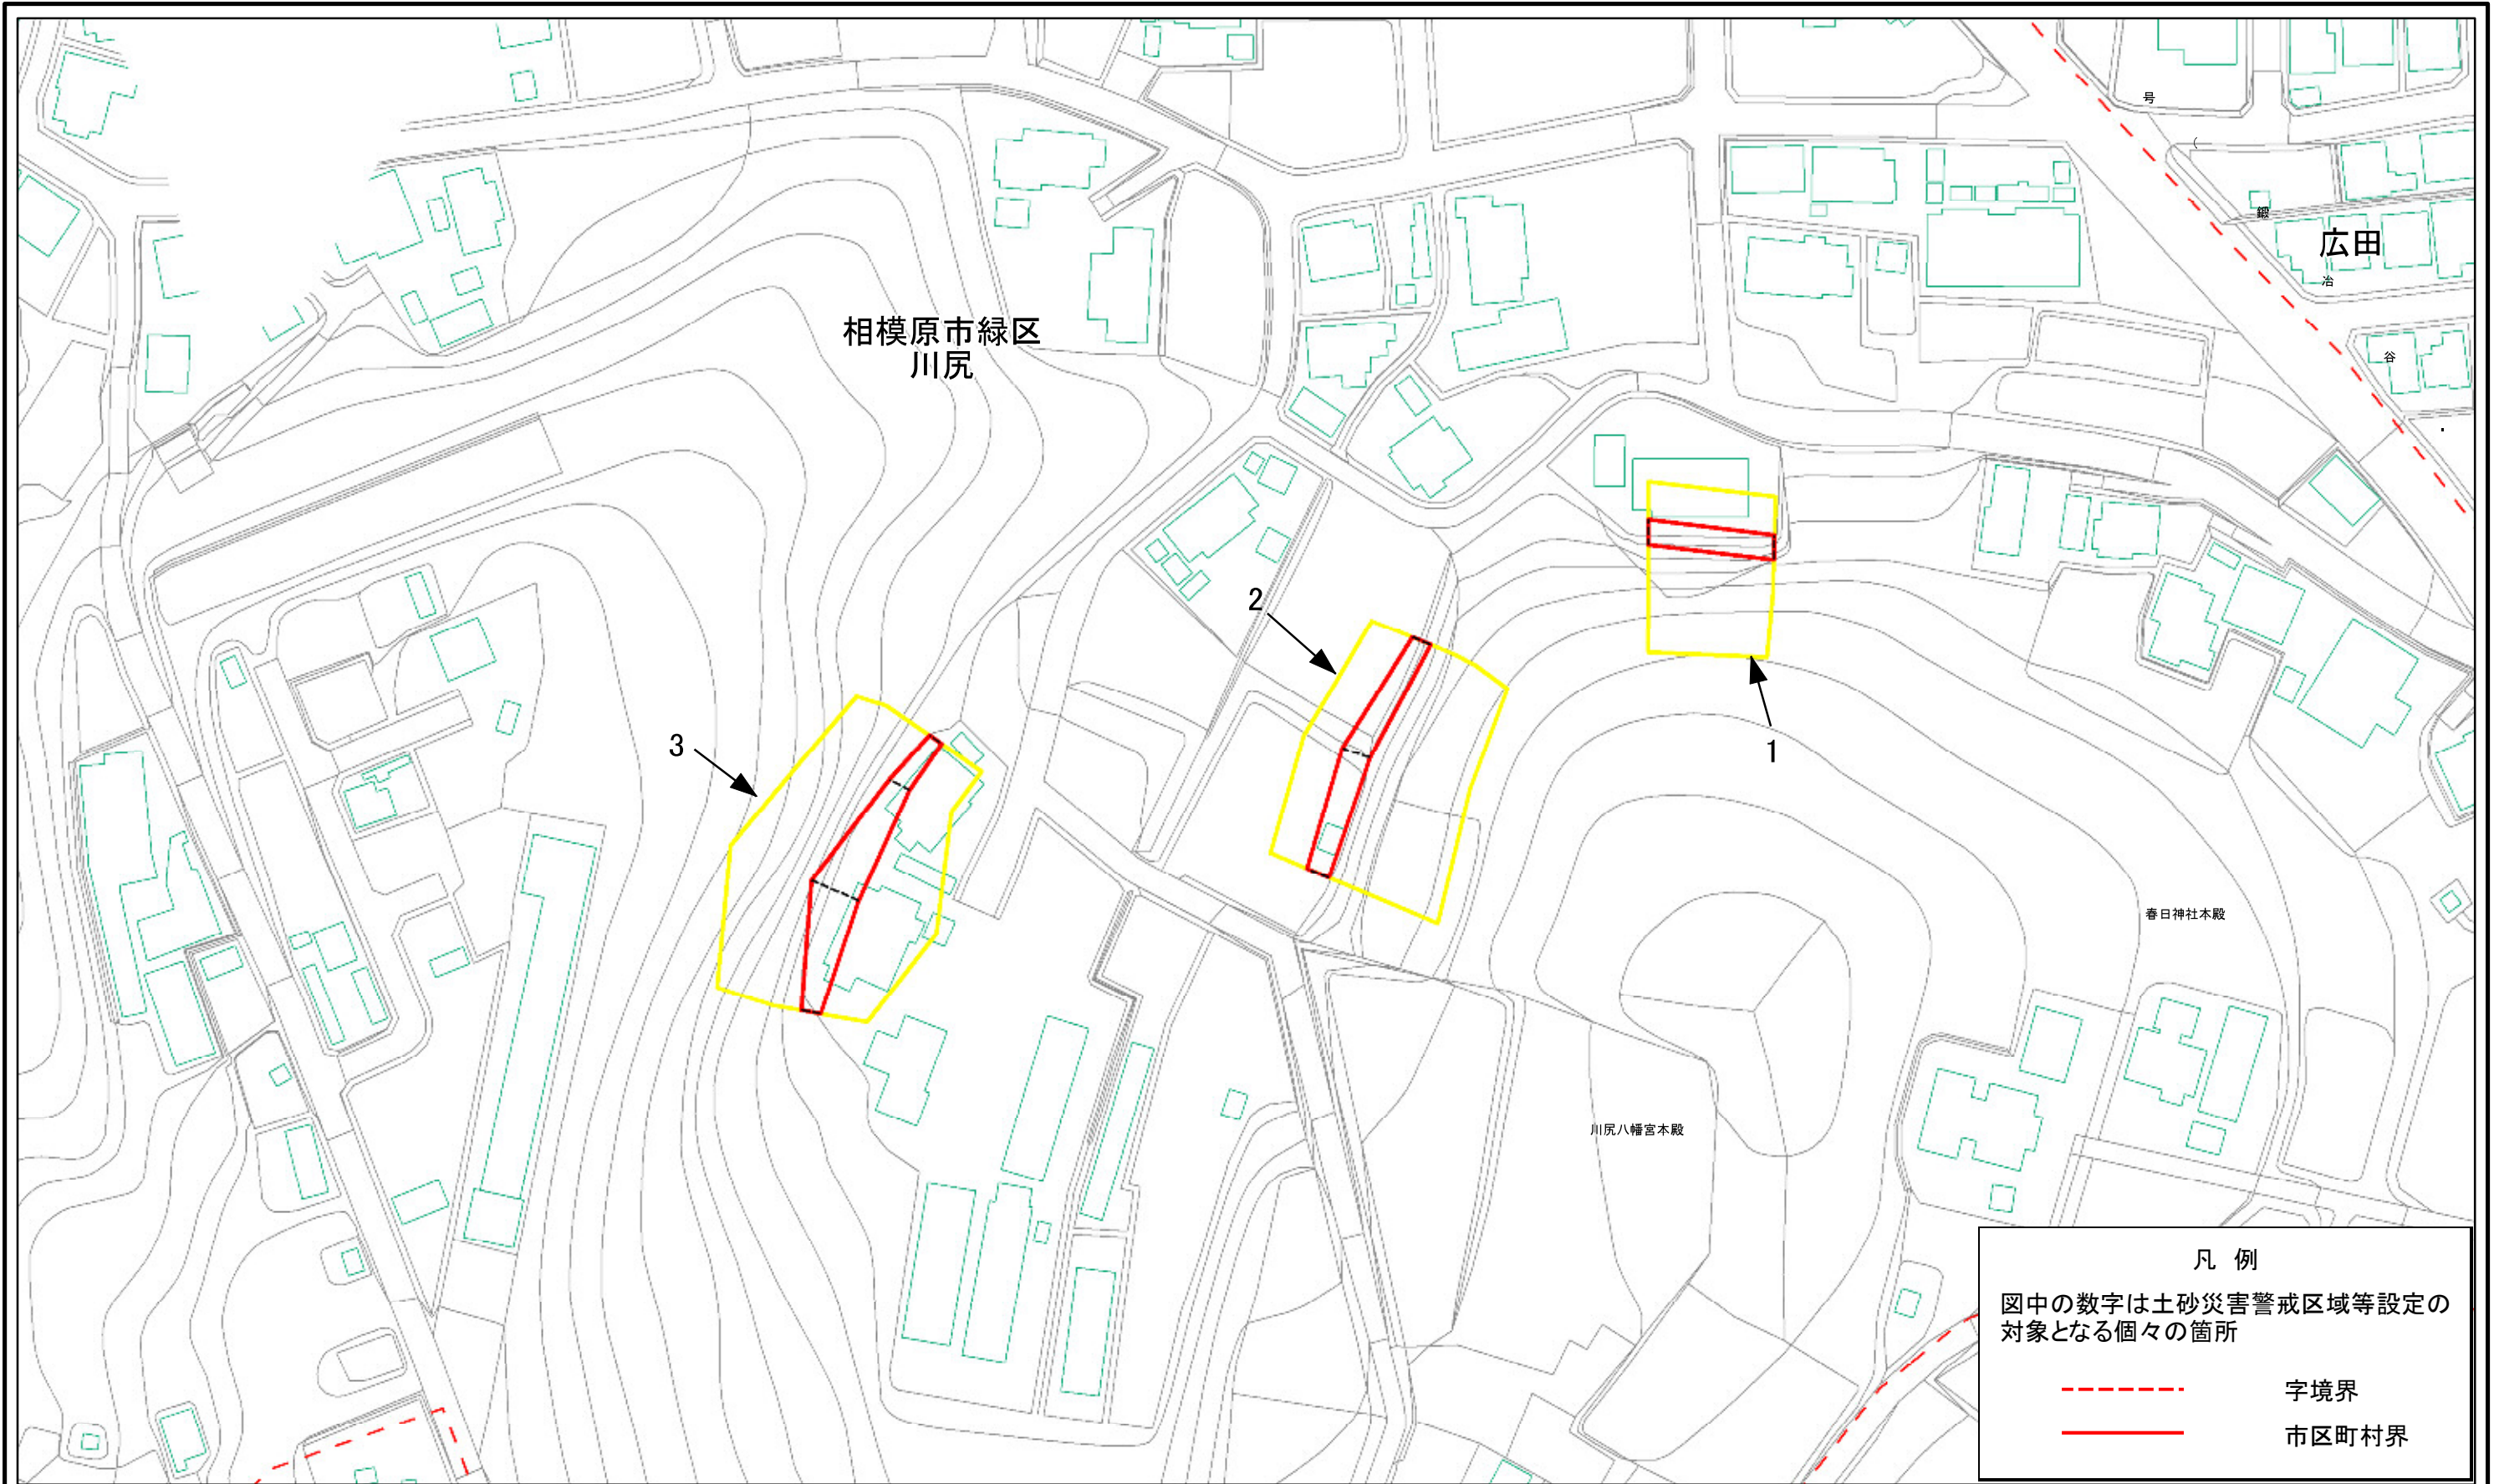 号
(
鍛
広田
冶
谷
・
相模原市緑区
川尻
2
3
1
春日神社本殿
川尻八幡宮本殿
凡 例
図中の数字は土砂災害警戒区域等設定の
対象となる個々の箇所
字境界
市区町村界